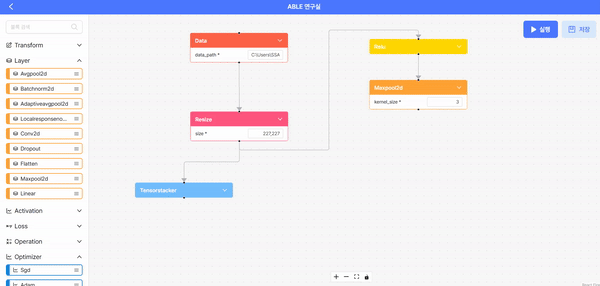 ABLE 연구실
블록 검색
Transform
Layer
Avgpool2d
Batchnorm2d
Adaptiveavgpool2d
Localresponseno...
Conv2d
Dropout
Flatten
Maxpool2d
Linear
Activation
Loss
Operation
Optimizer
Sgd
Adam
Data
data_path *
C:\Users\SSA
Resize
size *
227,227
Tensorstacker
Relu
Maxpool2d
kernel_size *
3
실행
저장